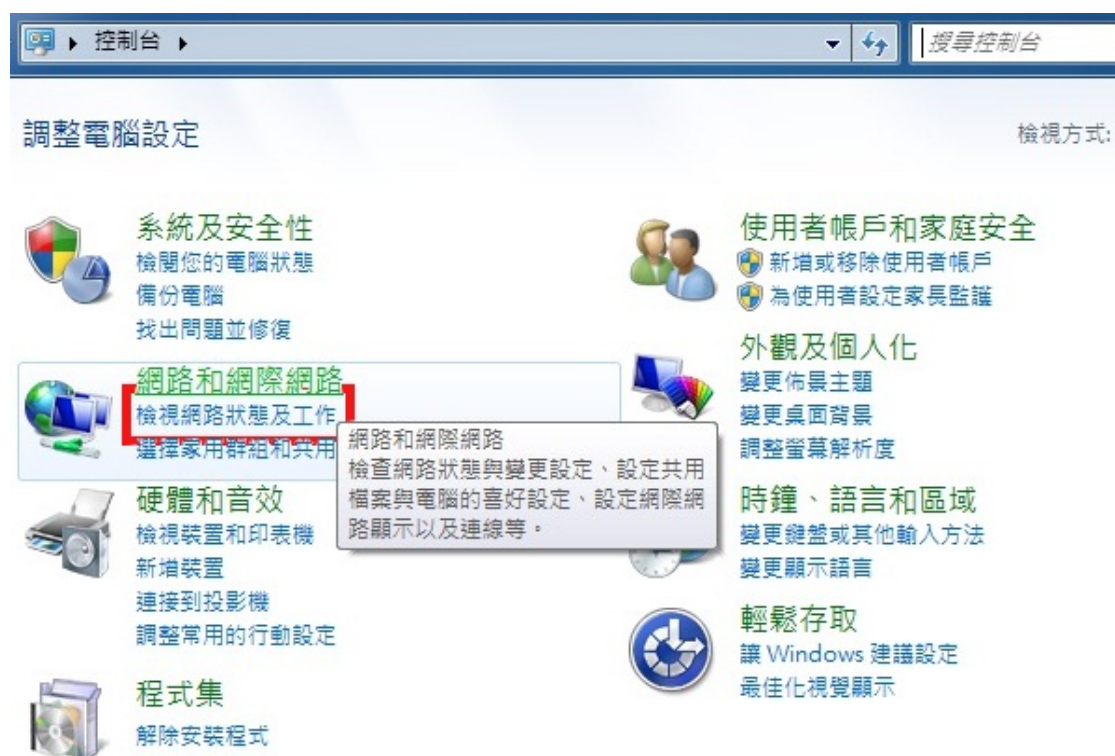 控制台
搜尋控制台
調整電腦設定
檢視方式:
系統及安全性
檢閱您的電腦狀態
備份電腦
找出問題並修復
網路和網際網路
檢視網路狀態及工作
選擇家用群組和共用
網路和網際網路
檢查網路狀態與變更設定、設定共用
檔案與電腦的喜好設定、設定網際網
路顯示以及連線等。
硬體和音效
檢視裝置和印表機
新增裝置
連接到投影機
調整常用的行動設定
程式集
解除安裝程式
使用者帳戶和家庭安全
新增或移除使用者帳戶
為使用者設定家長監護
外觀及個人化
變更佈景主題
變更桌面背景
調整螢幕解析度
時鐘、語言和區域
變更鍵盤或其他輸入方法
變更顯示語言
輕鬆存取
讓 Windows 建議設定
最佳化視覺顯示